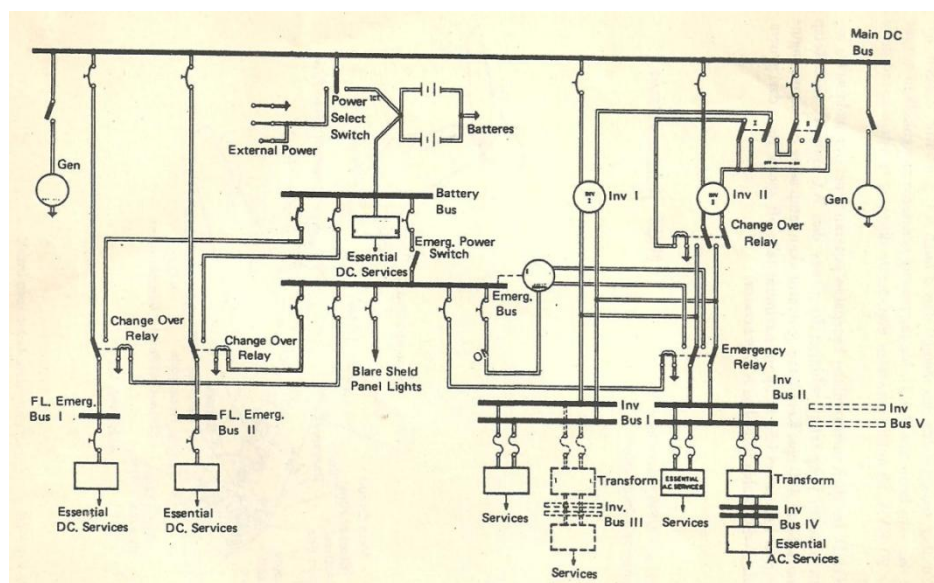 Main DC
Bus
Power
Select
Switch
External Power
Batteres
Gen
Inv I
Inv II
Gen
Battery
Bus
Change Over
Relay
Essential
DC. Services
Emerg. Power
Switch
Emerg.
Bus
Change Over
Relay
Change Over
Relay
ON
Emergency
Relay
Blare Sheld
Panel Lights
FL. Emerg.
Bus I
FL. Emerg.
Bus II
Inv
Bus I
Inv
Bus II
Inv
Bus V
Essential
DC. Services
Essential
DC. Services
Services
Transform
Inv.
Bus III
Services
ESSENTIAL
A.C. SERVICES
Services
Transform
Inv
Bus IV
Essential
AC. Services